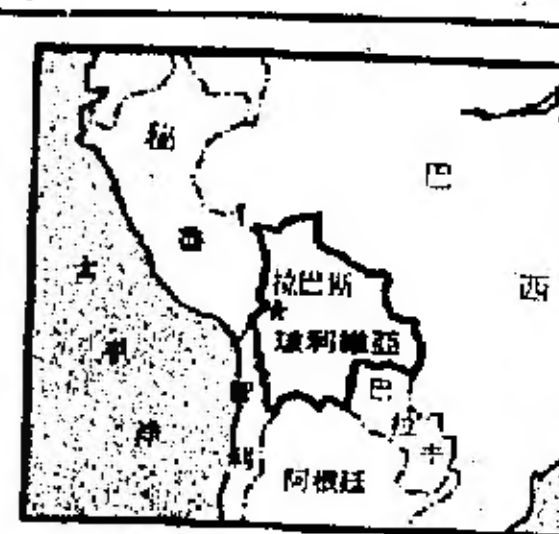 秘
魯
巴
西
太
平
洋
拉巴斯
玻利維亞
智
利
巴
拉
圭
阿根廷